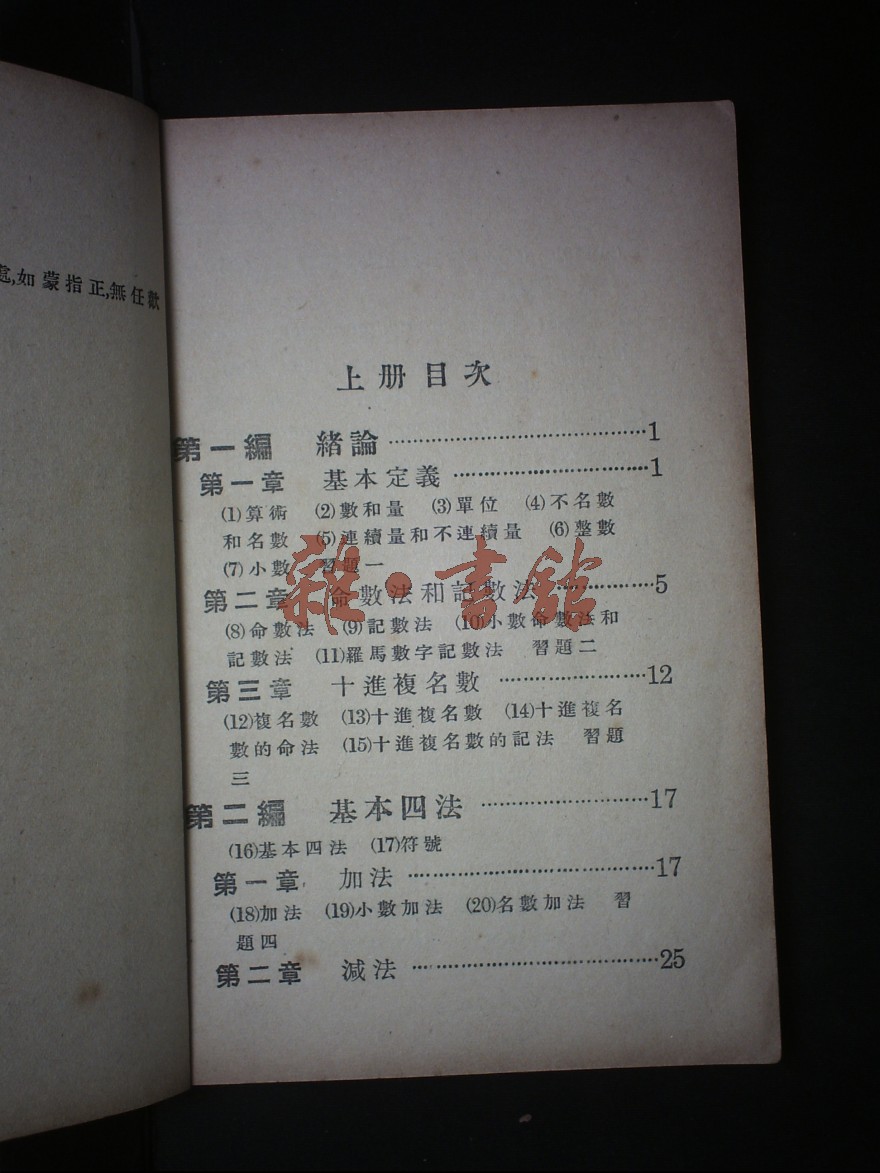 處,如蒙指正,無任歡
上册目次
第一編 緒論 ·································· 1
第一章 基本定義 ·································· 1
(1)算術 (2)數和量 (3)單位 (4)不名數
和名數 (5)連續量和不連續量 (6)整數
(7)小數 習題一
第二章 命數法和記數法 ·················· 5
(8)命數法 (9)記數法 (10)小數命數法和
記數法 (11)羅馬數字記數法 習題二
第三章 十進複名數 ·························· 12
(12)複名數 (13)十進複名數 (14)十進複名
數的命法 (15)十進複名數的記法 習題
三
第二編 基本四法 ····························· 17
(16)基本四法 (17)符號
第一章 加法 ···································· 17
(18)加法 (19)小數加法 (20)名數加法 習
題四
第二章 減法 ···································· 25
雜·書館